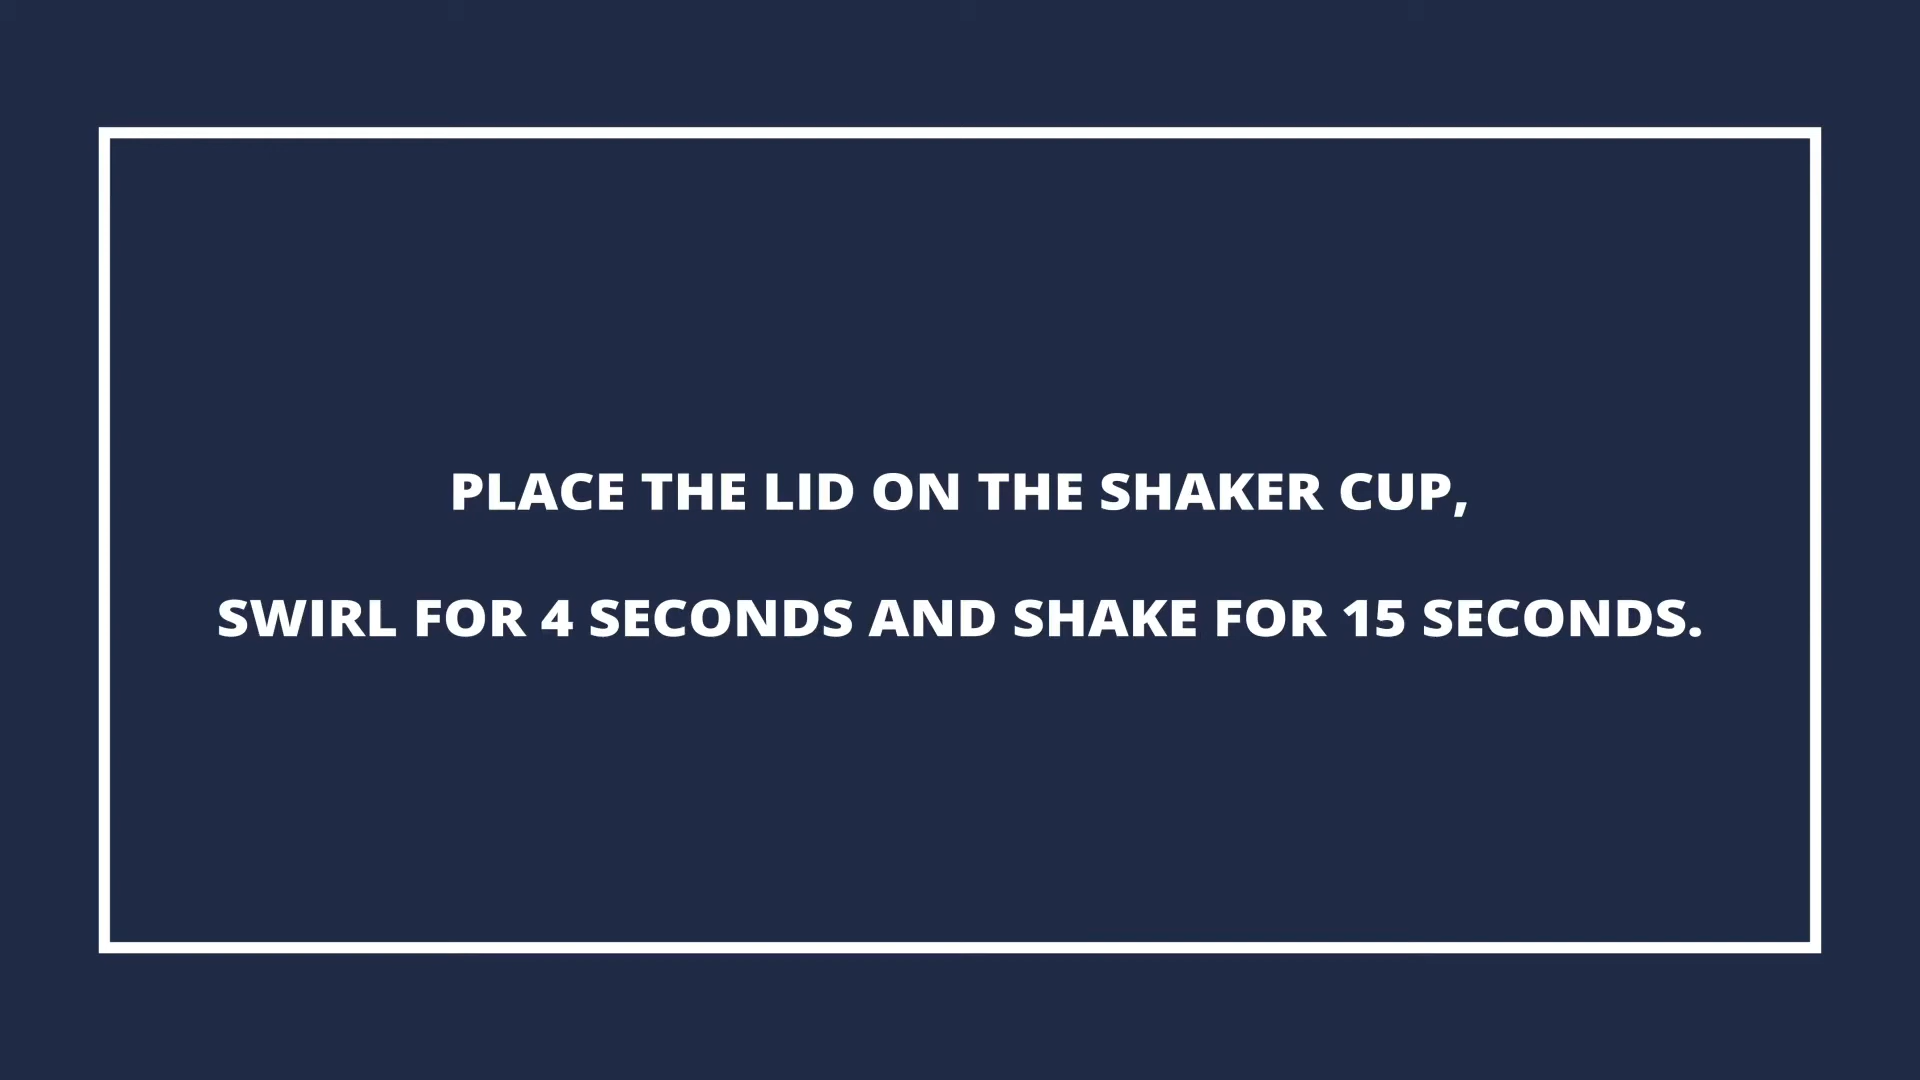 PLACE THE LID ON THE SHAKER CUP,
SWIRL FOR 4 SECONDS AND SHAKE FOR 15 SECONDS.